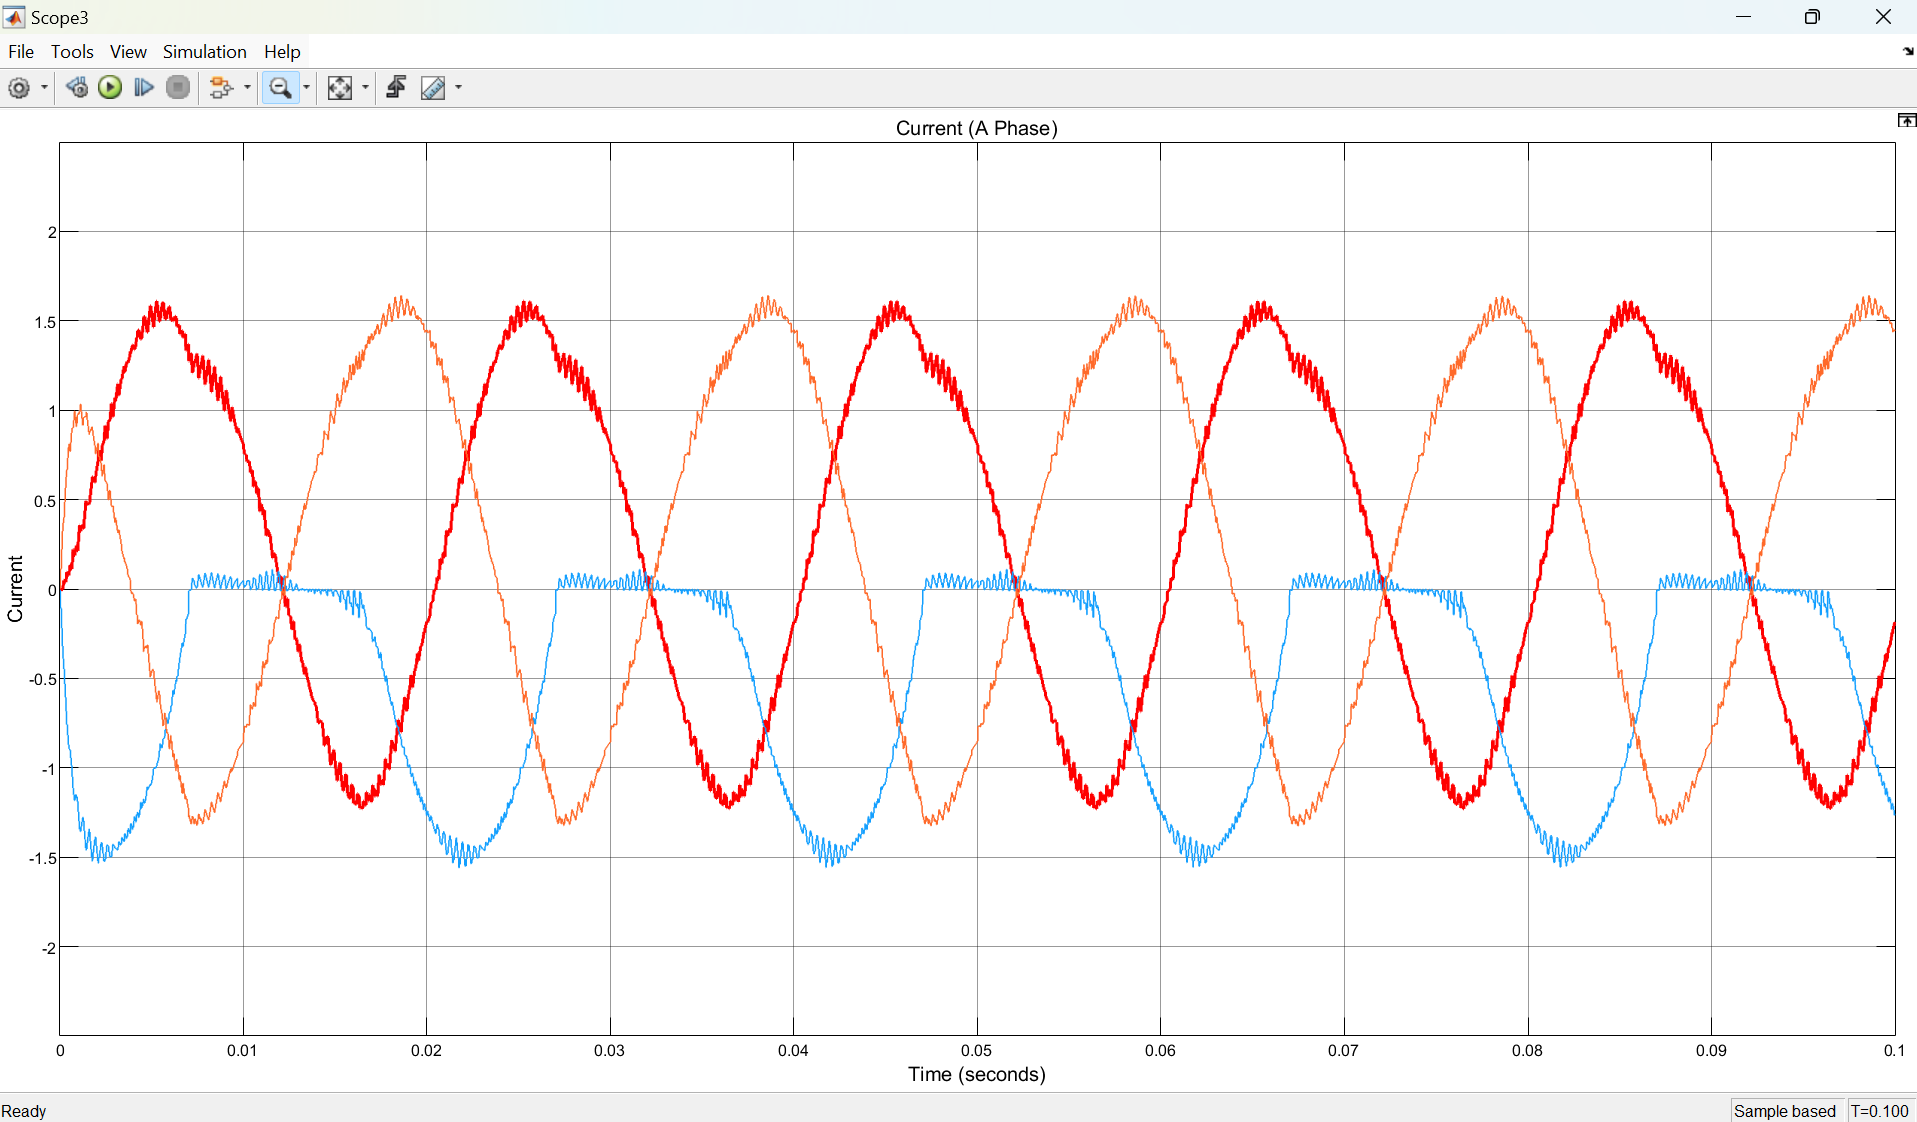 Scope3
File Tools View Simulation Help
Current (A Phase)
2
1.5
1
0.5
0
-0.5
-1
-1.5
-2
Current
0 0.01 0.02 0.03 0.04 0.05 0.06 0.07 0.08 0.09 0.1
Time (seconds)
Ready Sample based T=0.100